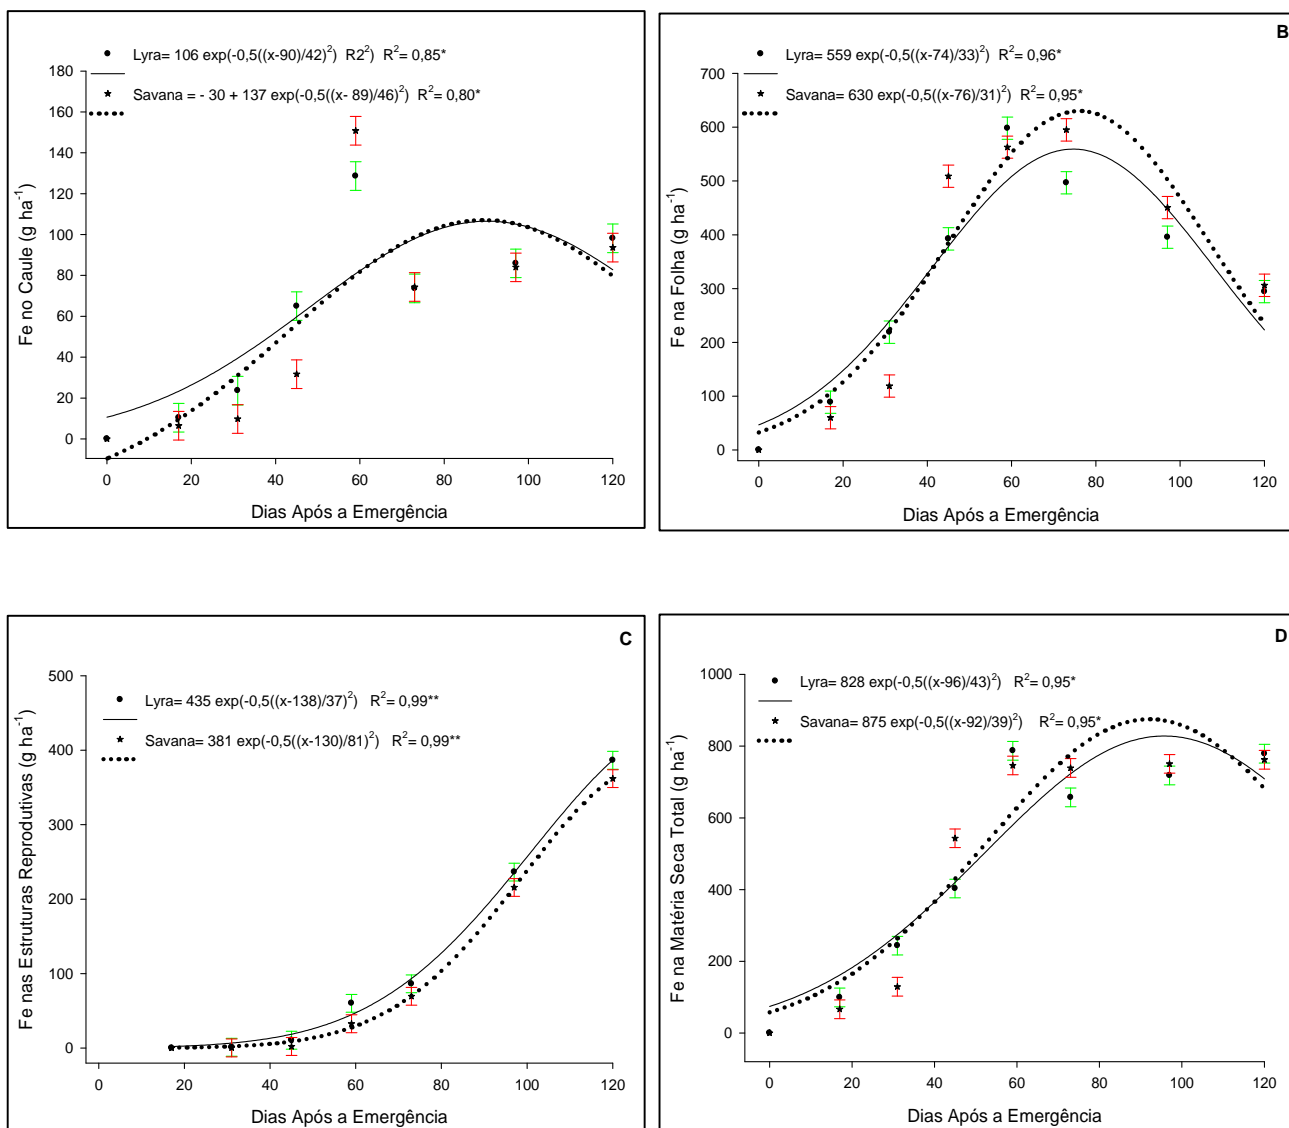 Lyra= 106 exp(-0,5((x-90)/42)²) R2²) R²= 0,85*
Savana = - 30 + 137 exp(-0,5((x- 89)/46)²) R²= 0,80*
180
160
140
120
100
80
60
40
20
0
Fe no Caule (g ha⁻¹)
0 20 40 60 80 100 120
Dias Após a Emergência
B
Lyra= 559 exp(-0,5((x-74)/33)²) R²= 0,96*
Savana= 630 exp(-0,5((x-76)/31)²) R²= 0,95*
700
600
500
400
300
200
100
0
Fe na Folha (g ha⁻¹)
0 20 40 60 80 100 120
Dias Após a Emergência
C
Lyra= 435 exp(-0,5((x-138)/37)²) R²= 0,99**
Savana= 381 exp(-0,5((x-130)/81)²) R²= 0,99**
500
400
300
200
100
0
Fe nas Estruturas Reprodutivas (g ha⁻¹)
0 20 40 60 80 100 120
Dias Após a Emergência
D
Lyra= 828 exp(-0,5((x-96)/43)²) R²= 0,95*
Savana= 875 exp(-0,5((x-92)/39)²) R²= 0,95*
1000
800
600
400
200
0
Fe na Matéria Seca Total (g ha⁻¹)
0 20 40 60 80 100 120
Dias Após a Emergência